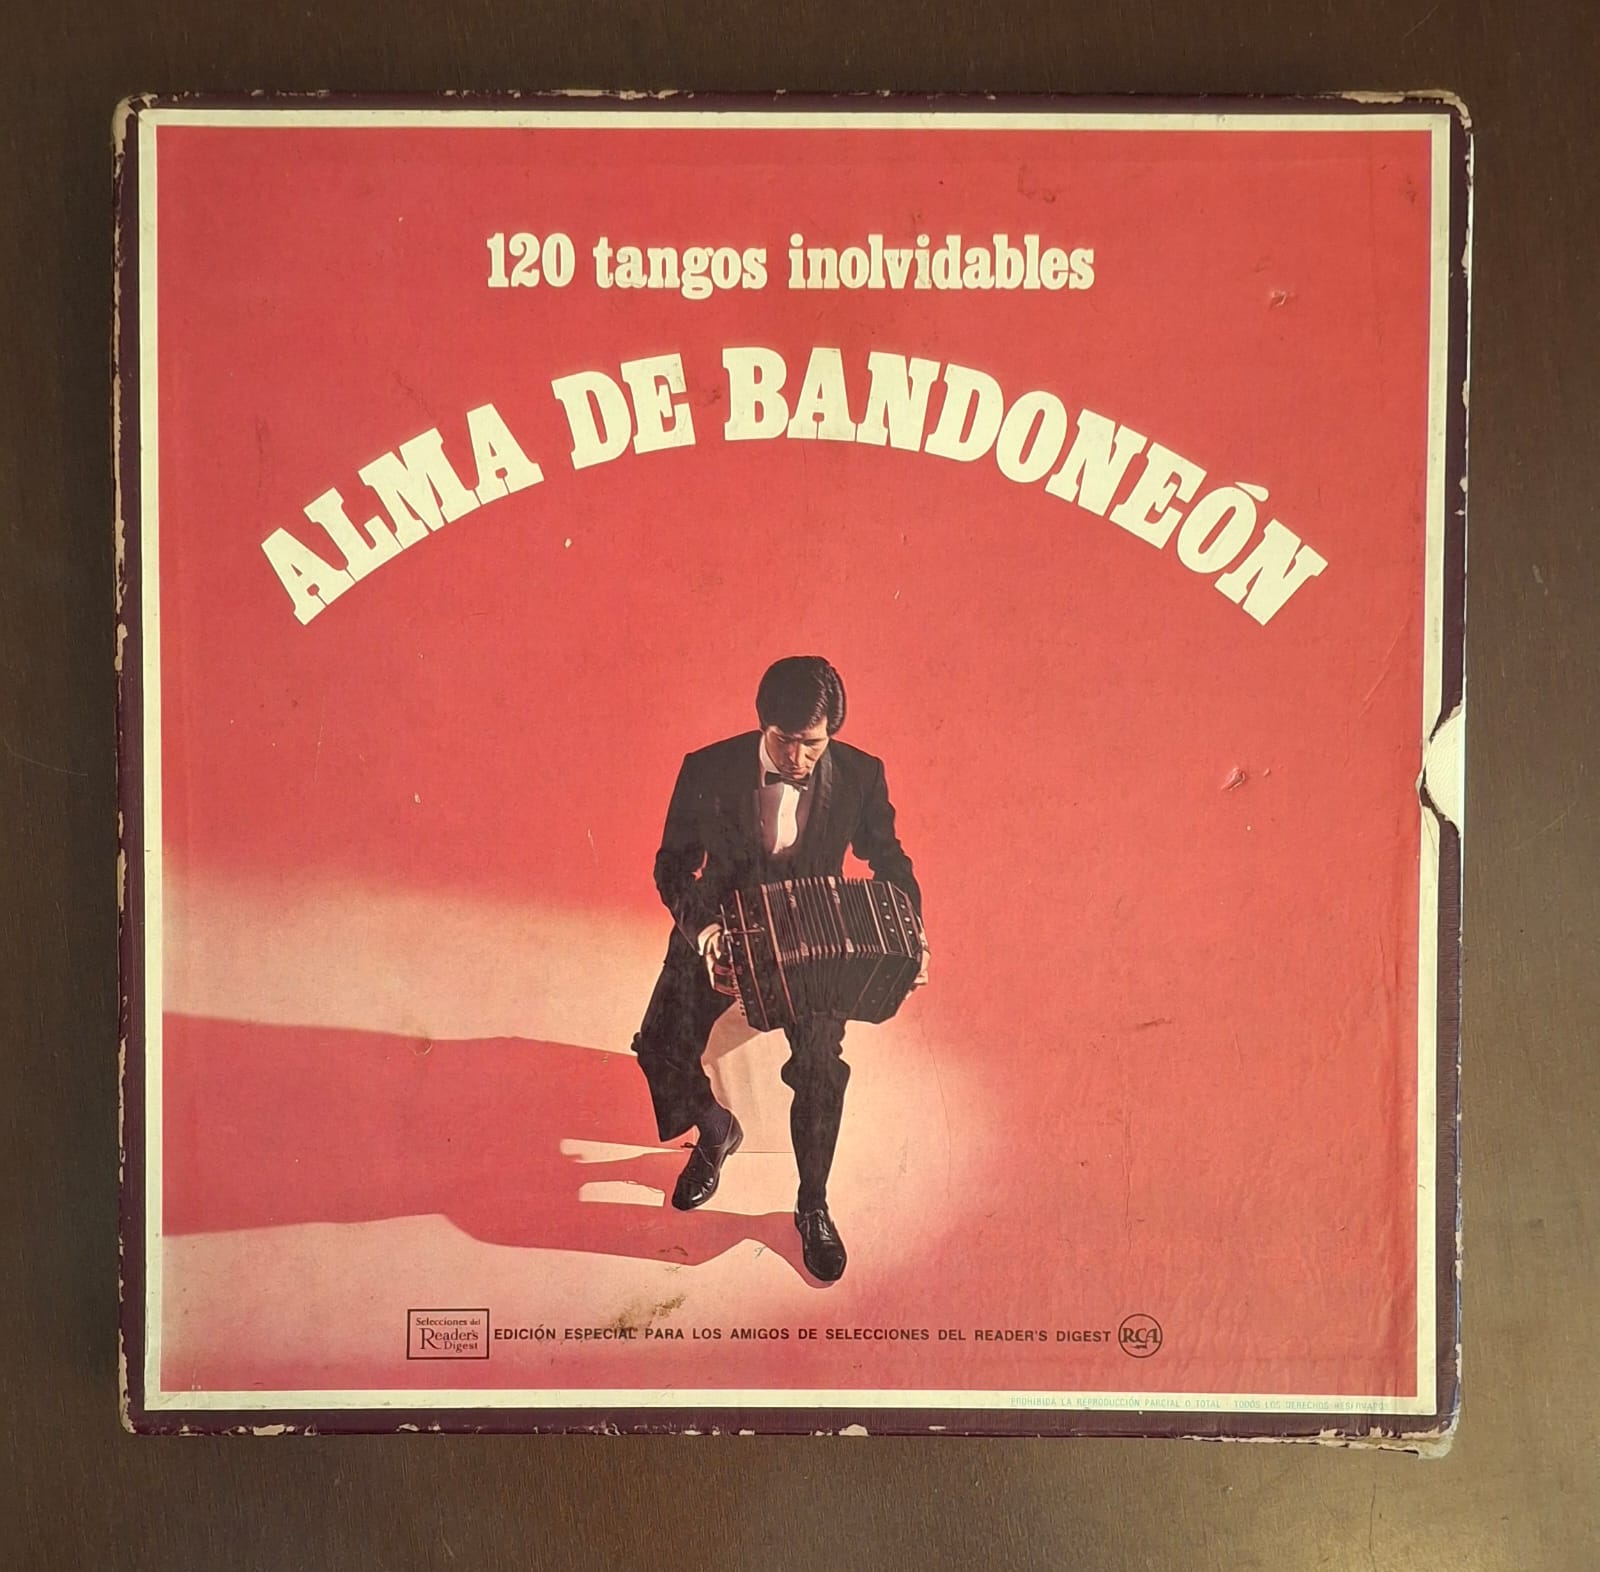 120 tangos inolvidables
ALMA DE BANDONEÓN
Selecciones del
Reader's
Digest
EDICIÓN ESPECIAL PARA LOS AMIGOS DE SELECCIONES DEL READER'S DIGEST
RCA
PROHIBIDA LA REPRODUCCIÓN PARCIAL O TOTAL - TODOS LOS DERECHOS RESERVADOS